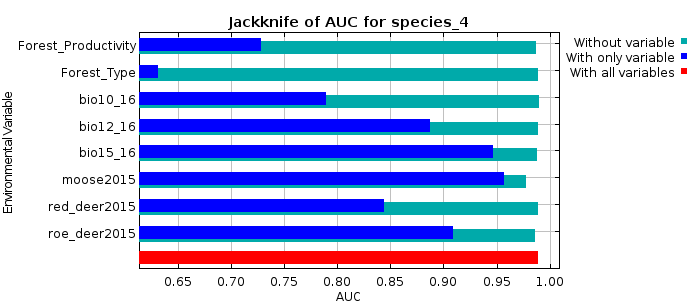 Jackknife of AUC for species_4
Environmental Variable
Forest_Productivity
Forest_Type
bio10_16
bio12_16
bio15_16
moose2015
red_deer2015
roe_deer2015
Without variable
With only variable
With all variables
0.65 0.70 0.75 0.80 0.85 0.90 0.95 1.00
AUC